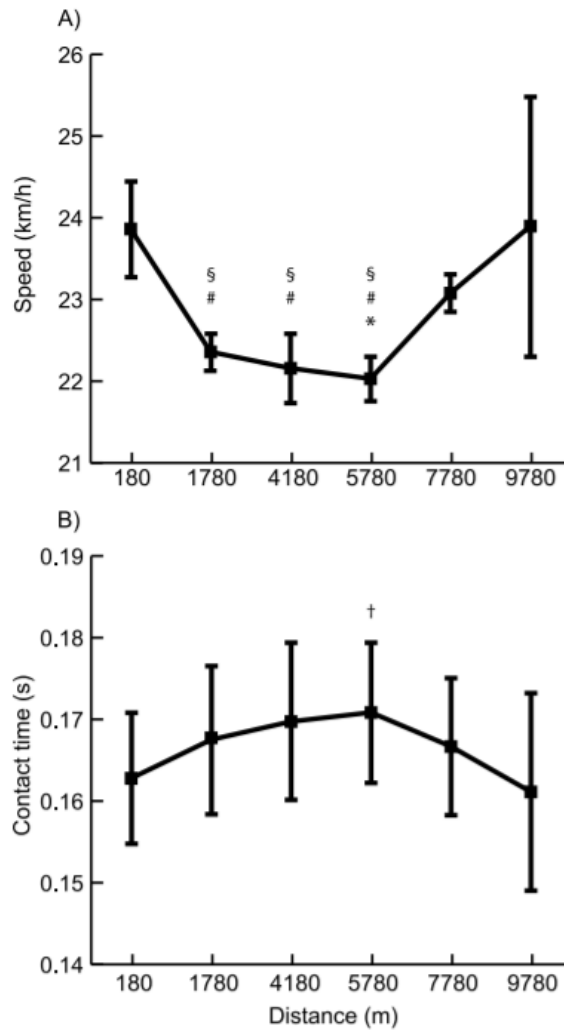 A)
26
25
24
23
22
21
Speed (km/h)
§ § §
# # #
*
180 1780 4180 5780 7780 9780
B)
0.19
0.18
0.17
0.16
0.15
0.14
Contact time (s)
†
180 1780 4180 5780 7780 9780
Distance (m)